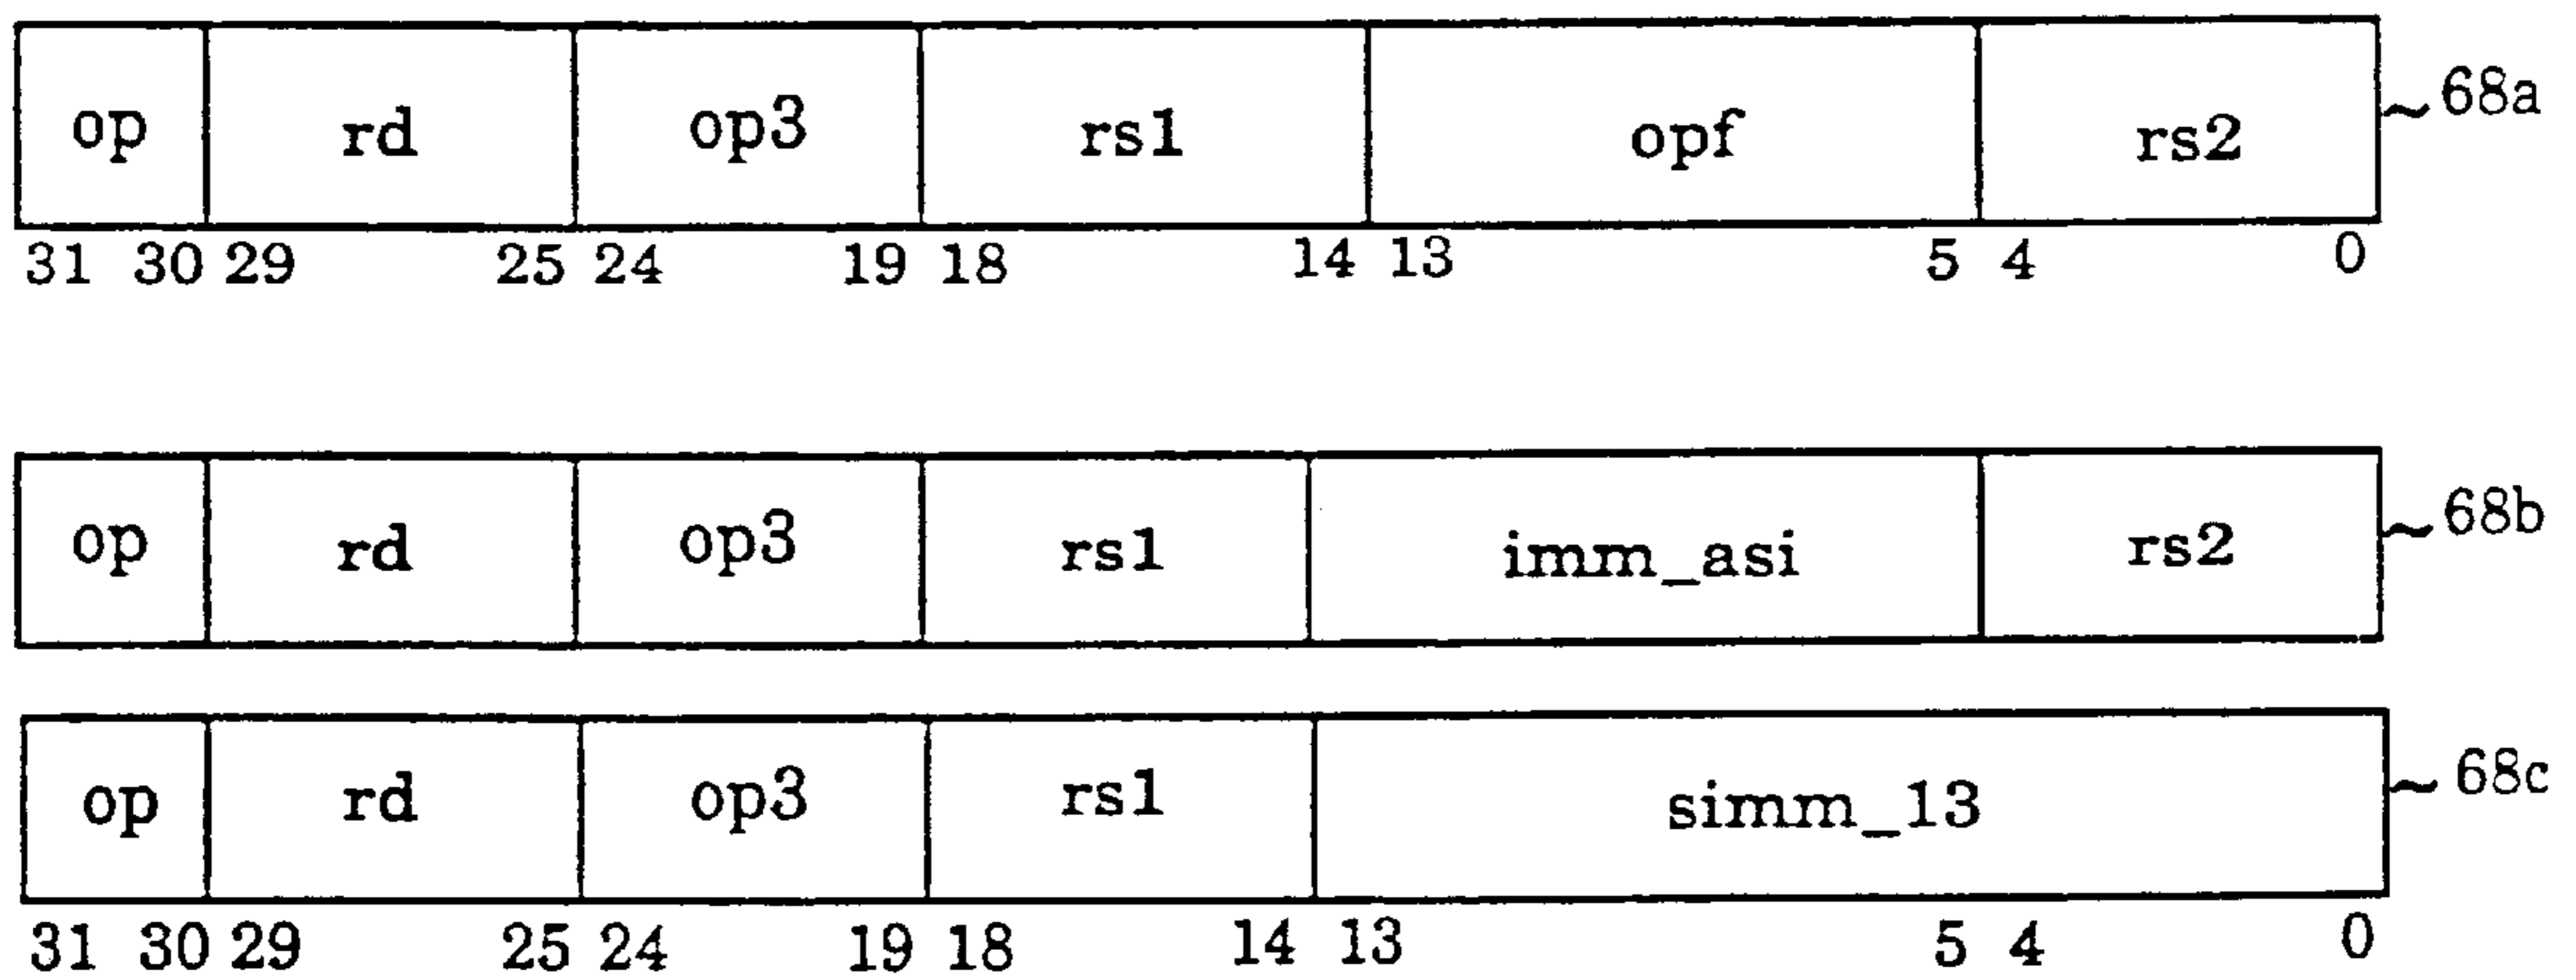 op rd op3 rs1 opf rs2 68a
31 30 29 25 24 19 18 14 13 5 4 0
op rd op3 rs1 imm_asi rs2 68b
op rd op3 rs1 simm_13 68c
31 30 29 25 24 19 18 14 13 5 4 0